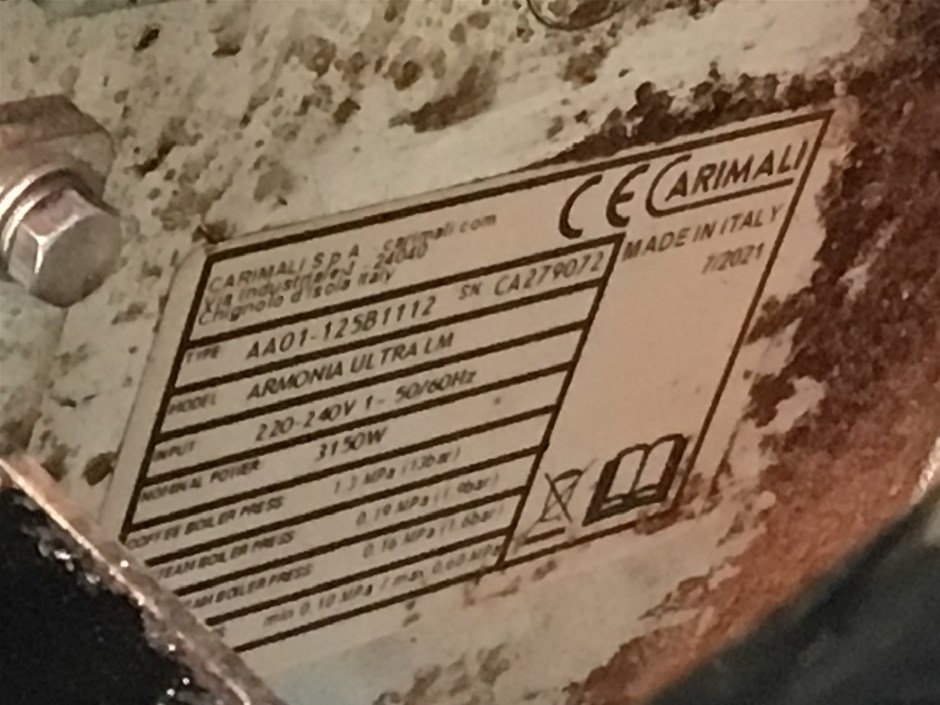 CE CARIMALI
CARIMALI S.p.A. carimali.com
Via Industriale,1 - 24040
Chignolo d'Isola Italy
MADE IN ITALY
7/2021
TYPE AA01-125B1112 SN CA279072
MODEL ARMONIA ULTRA LM
INPUT 220-240V 1~ 50/60Hz
NOMINAL POWER 3150W
COFFEE BOILER PRESS 1.3 MPa (13bar)
STEAM BOILER PRESS 0.19 MPa (1.9bar)
BOILER PRESS 0.16 MPa (1.6bar)
min 0.10 MPa / max 0.60 MPa